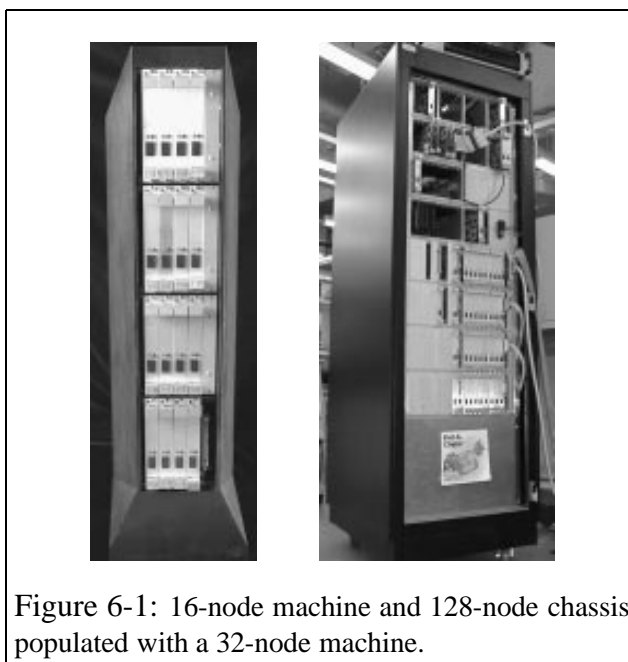 Figure 6-1: 16-node machine and 128-node chassis
populated with a 32-node machine.